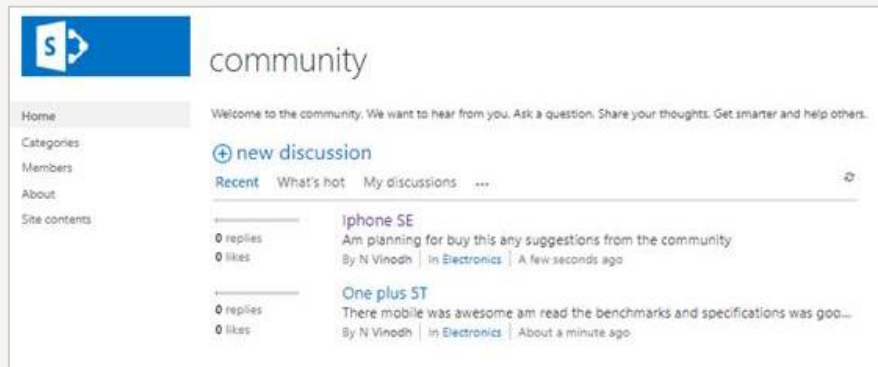 S
community
Home
Categories
Members
About
Site contents
Welcome to the community. We want to hear from you. Ask a question. Share your thoughts. Get smarter and help others.
new discussion
Recent What's hot My discussions ...
0 replies
0 likes
Iphone SE
Am planning for buy this any suggestions from the community
By N Vinodh | In Electronics | A few seconds ago
0 replies
0 likes
One plus 5T
There mobile was awesome am read the benchmarks and specifications was goo...
By N Vinodh | In Electronics | About a minute ago